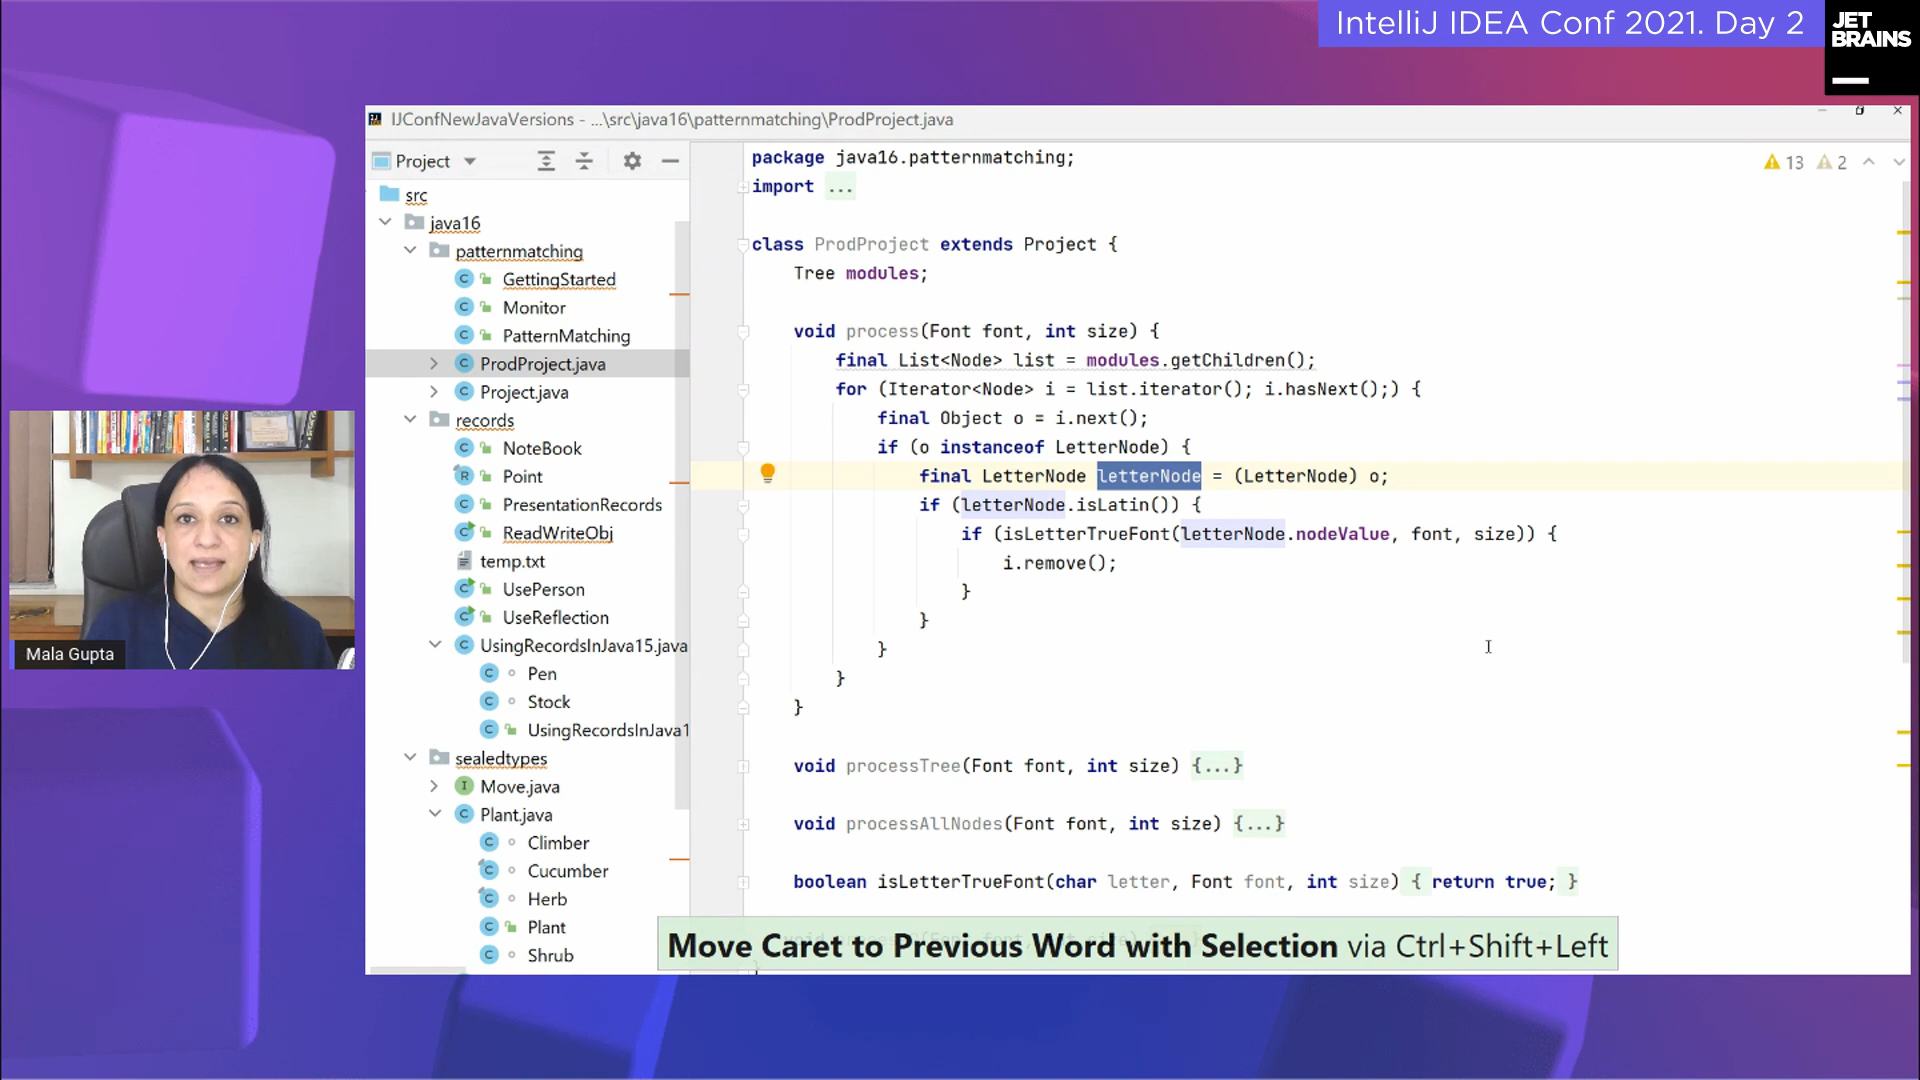 IntelliJ IDEA Conf 2021. Day 2
JET
BRAINS
IJConfNewJavaVersions - ...\src\java16\patternmatching\ProdProject.java
Project
src
java16
patternmatching
GettingStarted
Monitor
PatternMatching
ProdProject.java
Project.java
records
NoteBook
Point
PresentationRecords
ReadWriteObj
temp.txt
UsePerson
UseReflection
UsingRecordsInJava15.java
Pen
Stock
UsingRecordsInJava1
sealedtypes
Move.java
Plant.java
Climber
Cucumber
Herb
Plant
Shrub
13 2
package java16.patternmatching;
import ...
class ProdProject extends Project {
Tree modules;
void process(Font font, int size) {
final List<Node> list = modules.getChildren();
for (Iterator<Node> i = list.iterator(); i.hasNext();) {
final Object o = i.next();
if (o instanceof LetterNode) {
final LetterNode letterNode = (LetterNode) o;
if (letterNode.isLatin()) {
if (isLetterTrueFont(letterNode.nodeValue, font, size)) {
i.remove();
}
}
}
}
}
void processTree(Font font, int size) {...}
void processAllNodes(Font font, int size) {...}
boolean isLetterTrueFont(char letter, Font font, int size) { return true; }
Move Caret to Previous Word with Selection via Ctrl+Shift+Left
Mala Gupta